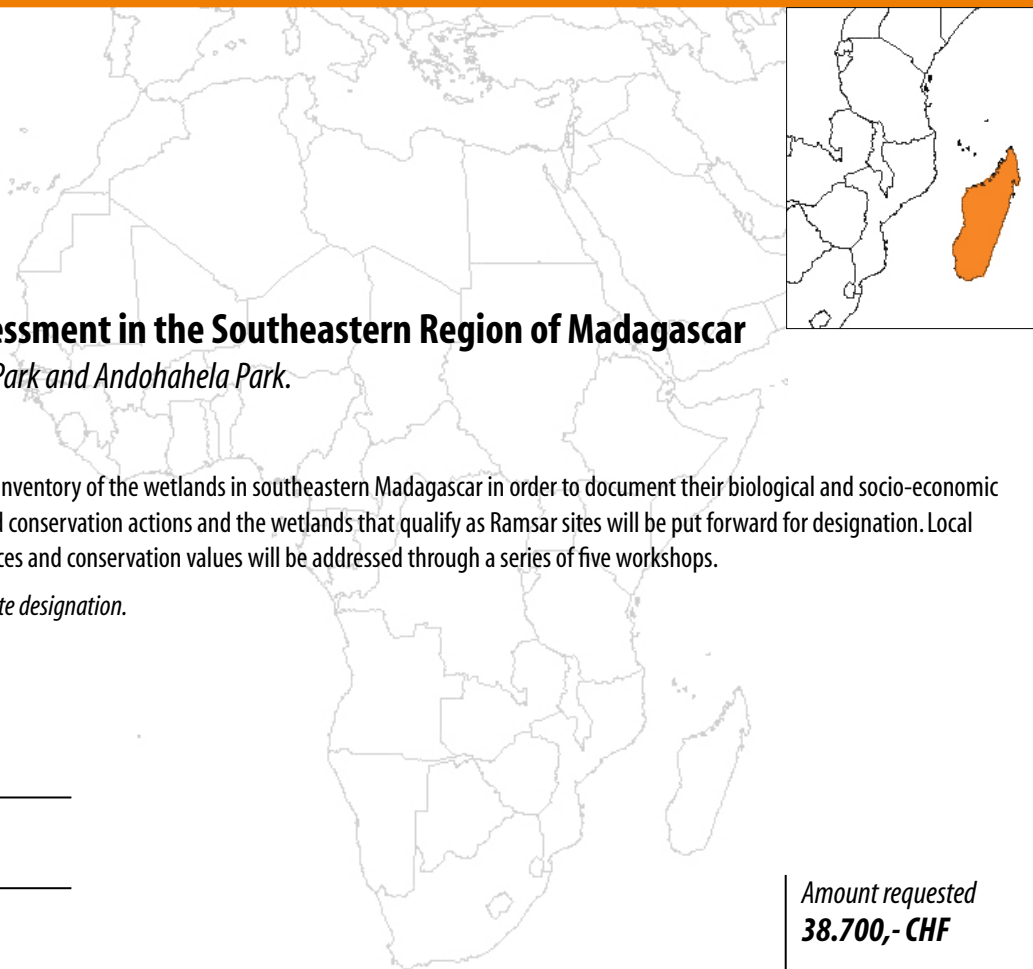 essment in the Southeastern Region of Madagascar
Park and Andohahela Park.
inventory of the wetlands in southeastern Madagascar in order to document their biological and socio-economic
conservation actions and the wetlands that qualify as Ramsar sites will be put forward for designation. Local
ces and conservation values will be addressed through a series of five workshops.
te designation.
Amount requested
38.700,- CHF